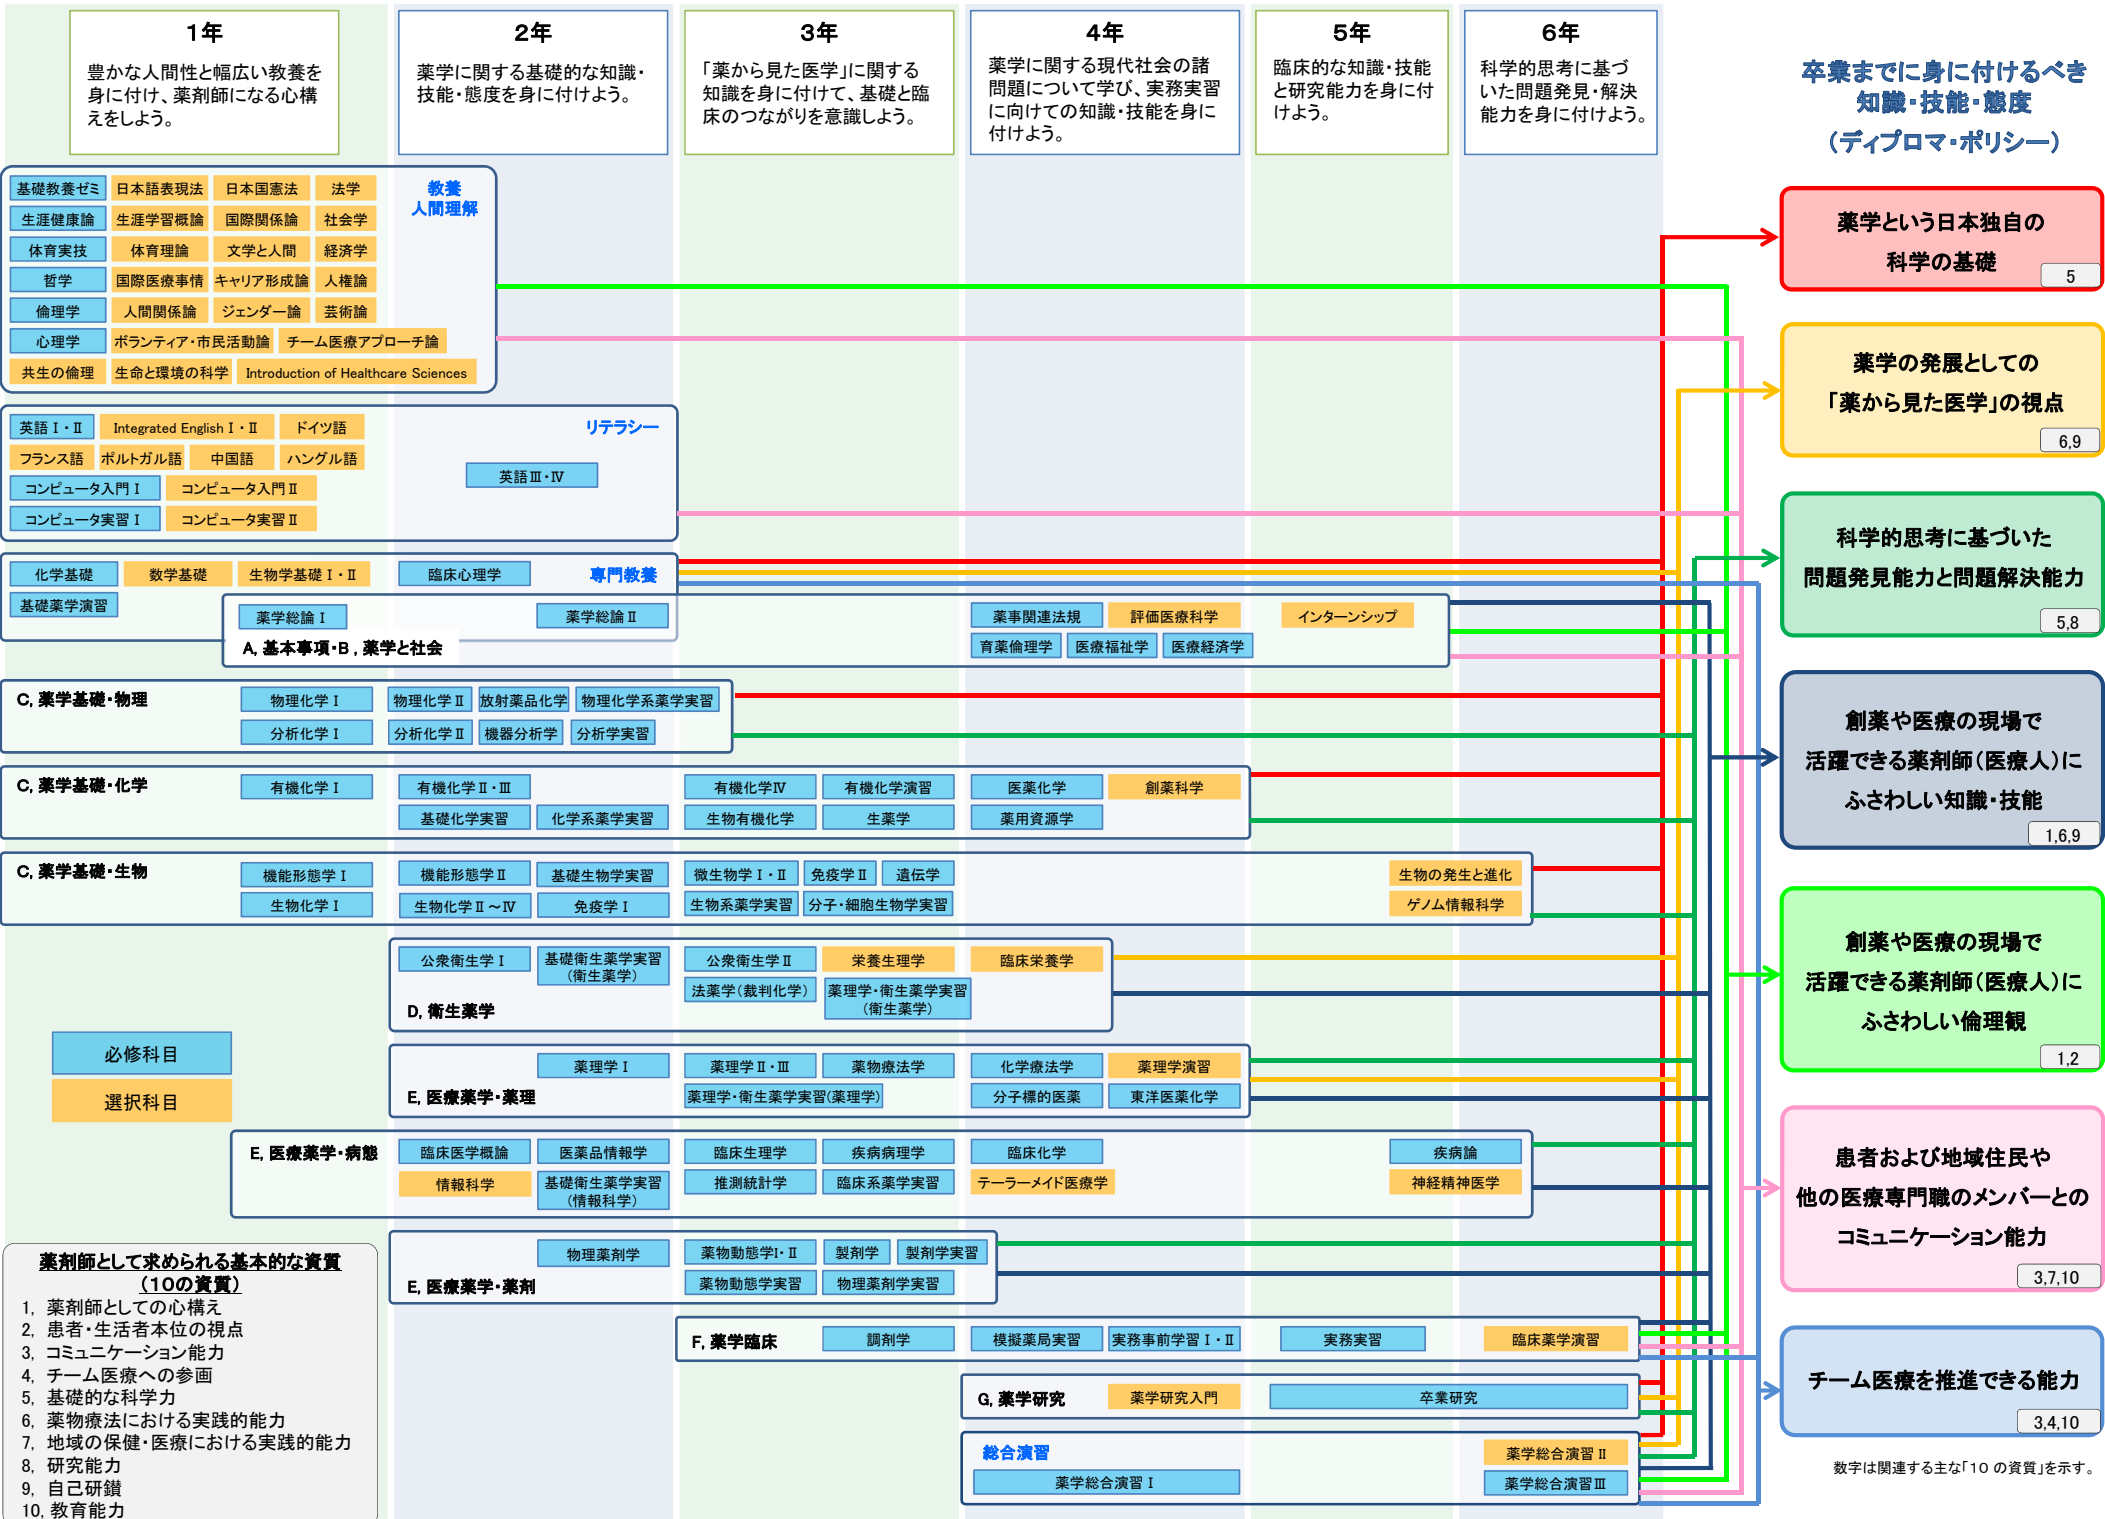 1年
豊かな人間性と幅広い教養を
身に付け、薬剤師になる心構
えをしよう。
2年
薬学に関する基礎的な知識・
技能・態度を身に付けよう。
3年
「薬から見た医学」に関する
知識を身に付けて、基礎と臨
床のつながりを意識しよう。
4年
薬学に関する現代社会の諸
問題について学び、実務実習
に向けての知識・技能を身に
付けよう。
5年
臨床的な知識・技能
と研究能力を身に付
けよう。
6年
科学的思考に基づ
いた問題発見・解決
能力を身に付けよう。
卒業までに身に付けるべき
知識・技能・態度
（ディプロマ・ポリシー）
教養
人間理解
基礎教養ゼミ 日本語表現法 日本国憲法 法学
生涯健康論 生涯学習概論 国際関係論 社会学
体育実技 体育理論 文学と人間 経済学
哲学 国際医療事情 キャリア形成論 人権論
倫理学 人間関係論 ジェンダー論 芸術論
心理学 ボランティア・市民活動論 チーム医療アプローチ論
共生の倫理 生命と環境の科学 Introduction of Healthcare Sciences
リテラシー
英語Ⅰ・Ⅱ Integrated EnglishⅠ・Ⅱ ドイツ語
フランス語 ポルトガル語 中国語 ハングル語
英語Ⅲ・Ⅳ
コンピュータ入門Ⅰ コンピュータ入門Ⅱ
コンピュータ実習Ⅰ コンピュータ実習Ⅱ
化学基礎 数学基礎 生物学基礎Ⅰ・Ⅱ 臨床心理学 専門教養
基礎薬学演習
薬学総論Ⅰ 薬学総論Ⅱ 薬事関連法規 評価医療科学 インターンシップ
A, 基本事項・B , 薬学と社会 育薬倫理学 医療福祉学 医療経済学
C, 薬学基礎・物理 物理化学Ⅰ 物理化学Ⅱ 放射薬品化学 物理化学系薬学実習
分析化学Ⅰ 分析化学Ⅱ 機器分析学 分析学実習
C, 薬学基礎・化学 有機化学Ⅰ 有機化学Ⅱ・Ⅲ 有機化学Ⅳ 有機化学演習 医薬化学 創薬科学
基礎化学実習 化学系薬学実習 生物有機化学 生薬学 薬用資源学
C, 薬学基礎・生物 機能形態学Ⅰ 機能形態学Ⅱ 基礎生物学実習 微生物学Ⅰ・Ⅱ 免疫学Ⅱ 遺伝学 生物の発生と進化
生物化学Ⅰ 生物化学Ⅱ～Ⅳ 免疫学Ⅰ 生物系薬学実習 分子・細胞生物学実習 ゲノム情報科学
公衆衛生学Ⅰ 基礎衛生薬学実習
(衛生薬学) 公衆衛生学Ⅱ 栄養生理学 臨床栄養学
法薬学(裁判化学) 薬理学・衛生薬学実習
(衛生薬学)
D, 衛生薬学
必修科目
選択科目
薬理学Ⅰ 薬理学Ⅱ・Ⅲ 薬物療法学 化学療法学 薬理学演習
E, 医療薬学・薬理 薬理学・衛生薬学実習(薬理学) 分子標的医薬 東洋医薬化学
E, 医療薬学・病態 臨床医学概論 医薬品情報学 臨床生理学 疾病病理学 臨床化学 疾病論
情報科学 基礎衛生薬学実習
(情報科学) 推測統計学 臨床系薬学実習 テーラーメイド医療学 神経精神医学
物理薬剤学 薬物動態学Ⅰ・Ⅱ 製剤学 製剤学実習
E, 医療薬学・薬剤 薬物動態学実習 物理薬剤学実習
F, 薬学臨床 調剤学 模擬薬局実習 実務事前学習Ⅰ・Ⅱ 実務実習 臨床薬学演習
G, 薬学研究 薬学研究入門 卒業研究
総合演習 薬学総合演習Ⅱ
薬学総合演習Ⅰ 薬学総合演習Ⅲ
薬剤師として求められる基本的な資質
（10の資質）
1, 薬剤師としての心構え
2, 患者・生活者本位の視点
3, コミュニケーション能力
4, チーム医療への参画
5, 基礎的な科学力
6, 薬物療法における実践的能力
7, 地域の保健・医療における実践的能力
8, 研究能力
9, 自己研鑚
10, 教育能力
薬学という日本独自の
科学の基礎
5
薬学の発展としての
「薬から見た医学」の視点
6,9
科学的思考に基づいた
問題発見能力と問題解決能力
5,8
創薬や医療の現場で
活躍できる薬剤師（医療人）に
ふさわしい知識・技能
1,6,9
創薬や医療の現場で
活躍できる薬剤師（医療人）に
ふさわしい倫理観
1,2
患者および地域住民や
他の医療専門職のメンバーとの
コミュニケーション能力
3,7,10
チーム医療を推進できる能力
3,4,10
数字は関連する主な「10 の資質」を示す。